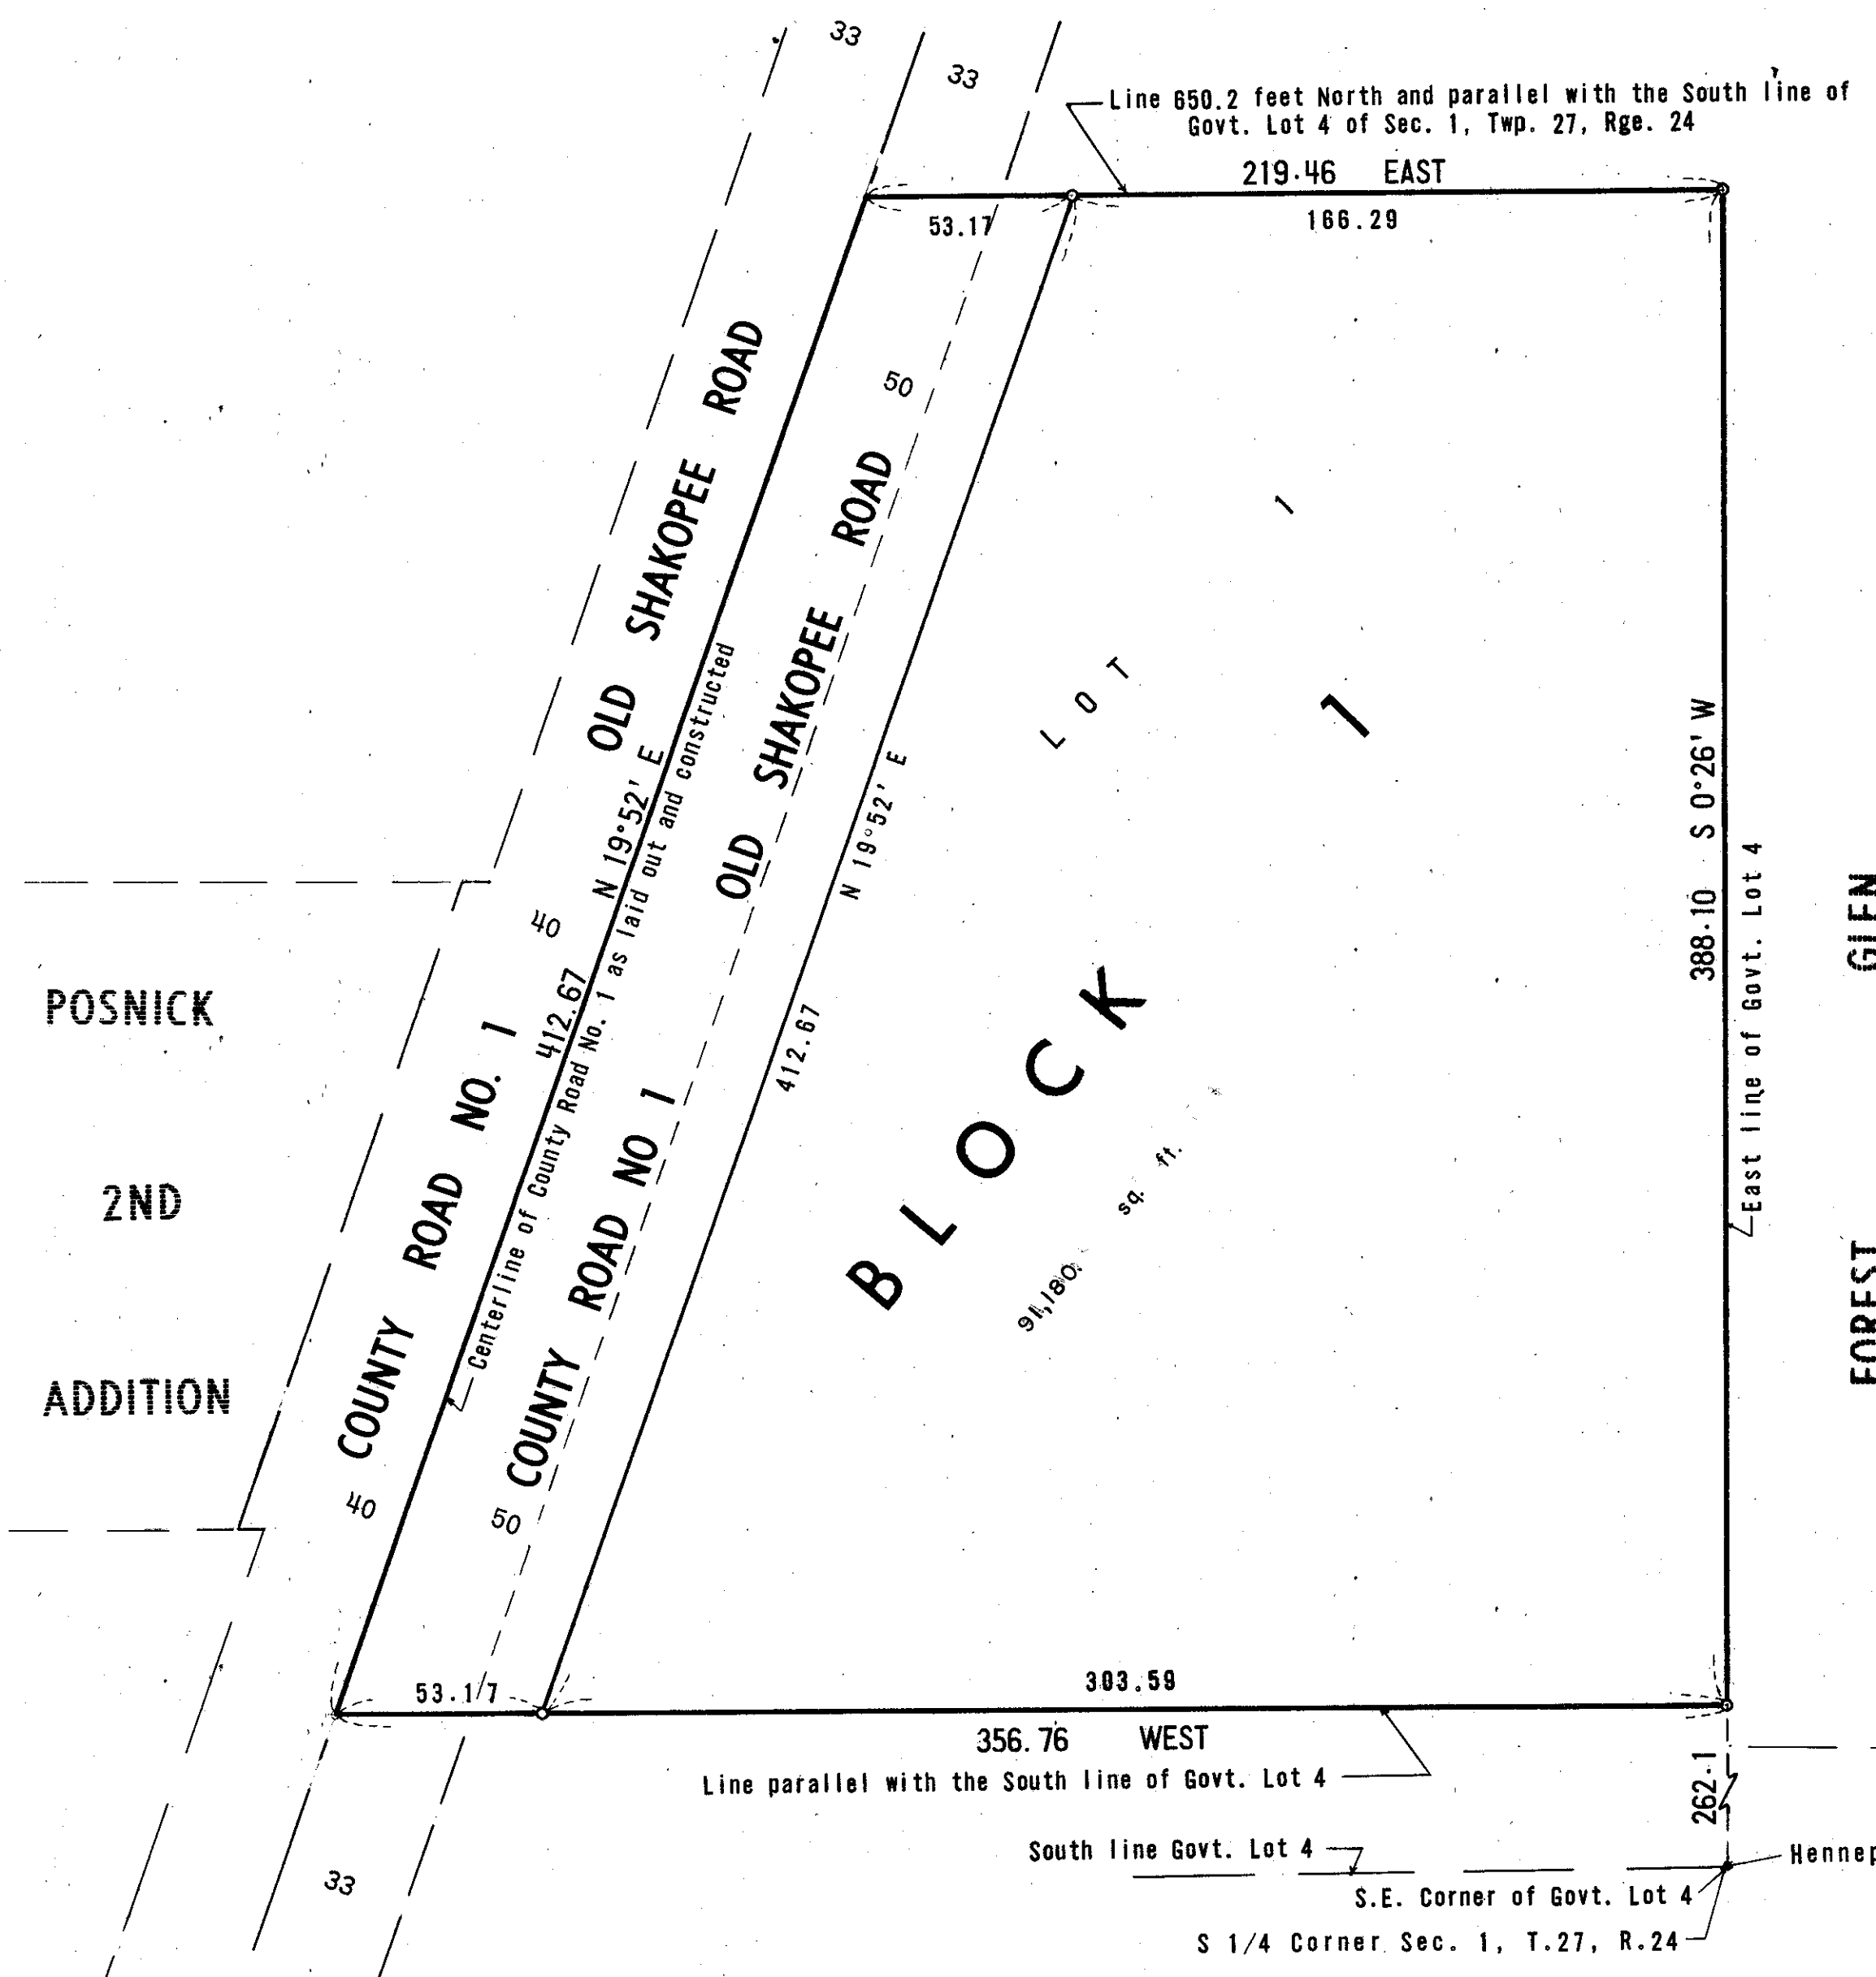 33
33
Line 650.2 feet North and parallel with the South line of
Govt. Lot 4 of Sec. 1, Twp. 27, Rge. 24
219.46 EAST
53.17
166.29
50
OLD SHAKOPEE ROAD
OLD SHAKOPEE ROAD
LOT 1
1
N 19°52' E
412.67
Centerline of County Road No. 1 as laid out and constructed
N 19°52' E
412.67
388.10 S 0°26' W
East line of Govt. Lot 4
GLEN
FOREST
40
POSNICK
2ND
ADDITION
COUNTY ROAD NO. 1
COUNTY ROAD NO 1
BLOCK
91,180 sq. ft.
40
50
53.17
303.59
356.76 WEST
Line parallel with the South line of Govt. Lot 4
262.1
South line Govt. Lot 4
Hennep
S.E. Corner of Govt. Lot 4
S 1/4 Corner Sec. 1, T.27, R.24
33